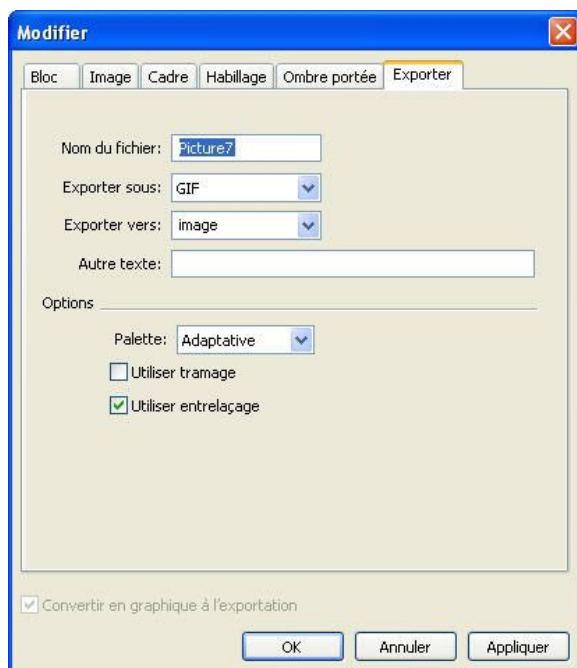 Modifier
Bloc Image Cadre Habillage Ombre portée Exporter
Nom du fichier: Picture7
Exporter sous: GIF
Exporter vers: image
Autre texte:
Options
Palette: Adaptative
Utiliser tramage
Utiliser entrelaçage
Convertir en graphique à l'exportation
OK Annuler Appliquer